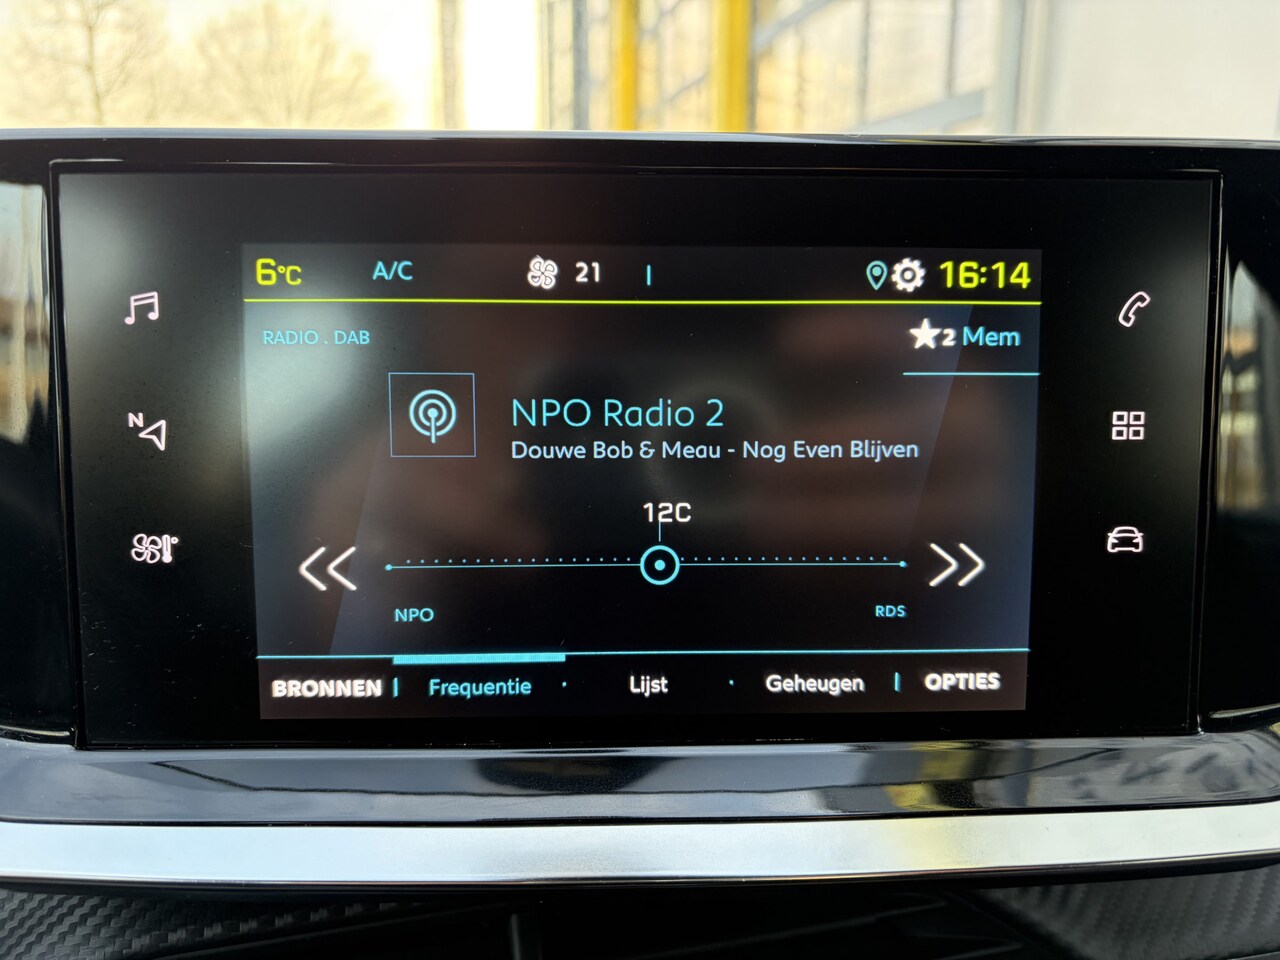 6°C A/C 21 16:14
RADIO . DAB
2 Mem
NPO Radio 2
Douwe Bob & Meau - Nog Even Blijven
12C
NPO RDS
BRONNEN Frequentie Lijst Geheugen OPTIES
N